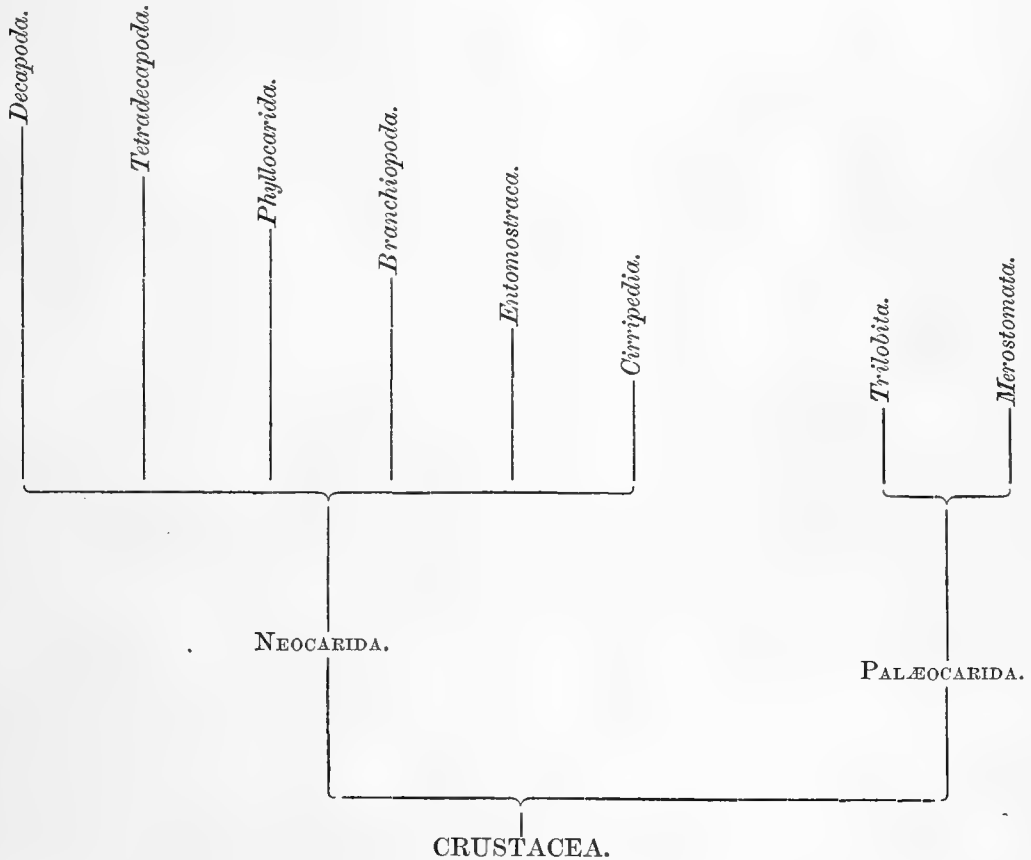 Decapoda.
Tetradecapoda.
Phyllocarida.
Branchiopoda.
Entomostraca.
Cirripedia.
Trilobita.
Merostomata.
NEOCARIDA.
PALÆOCARIDA.
CRUSTACEA.